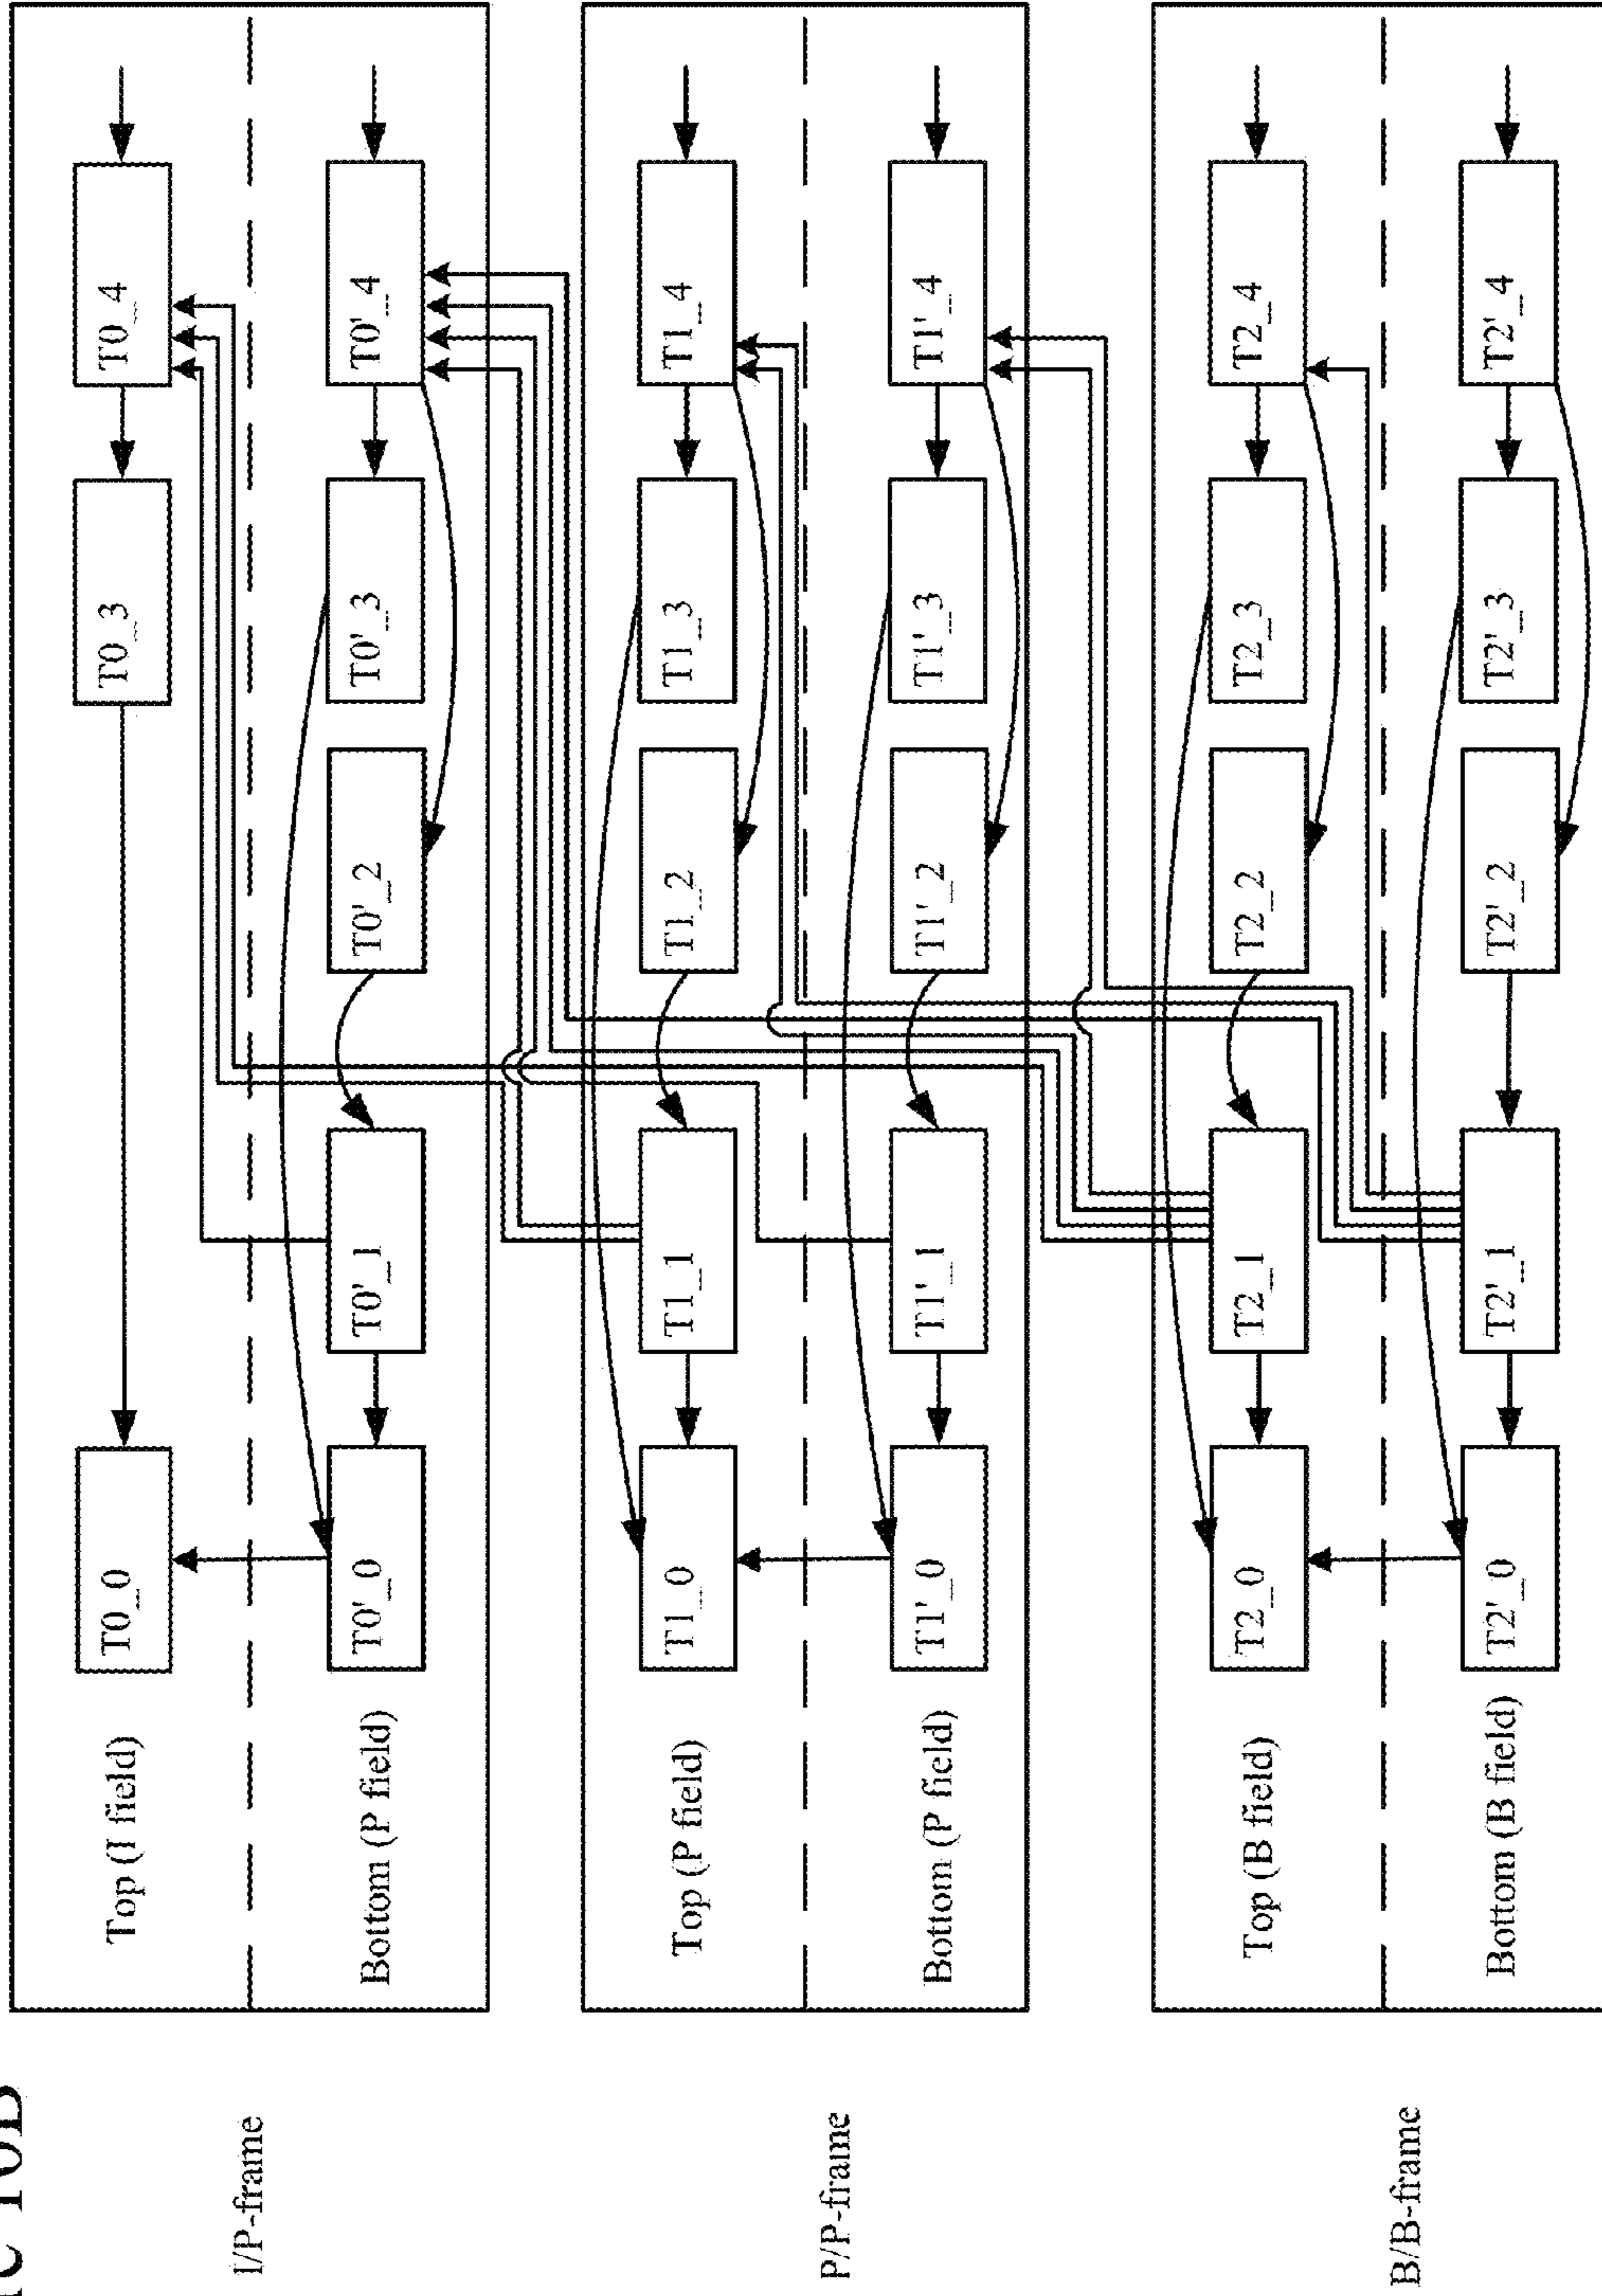 Top (I field)
T0_0
T0_3
T0_4
I/P-frame
Bottom (P field)
T0'_0
T0'_1
T0'_2
T0'_3
T0'_4
Top (P field)
T1_0
T1_1
T1_2
T1_3
T1_4
P/P-frame
Bottom (P field)
T1'_0
T1'_1
T1'_2
T1'_3
T1'_4
Top (B field)
T2_0
T2_1
T2_2
T2_3
T2_4
B/B-frame
Bottom (B field)
T2'_0
T2'_1
T2'_2
T2'_3
T2'_4